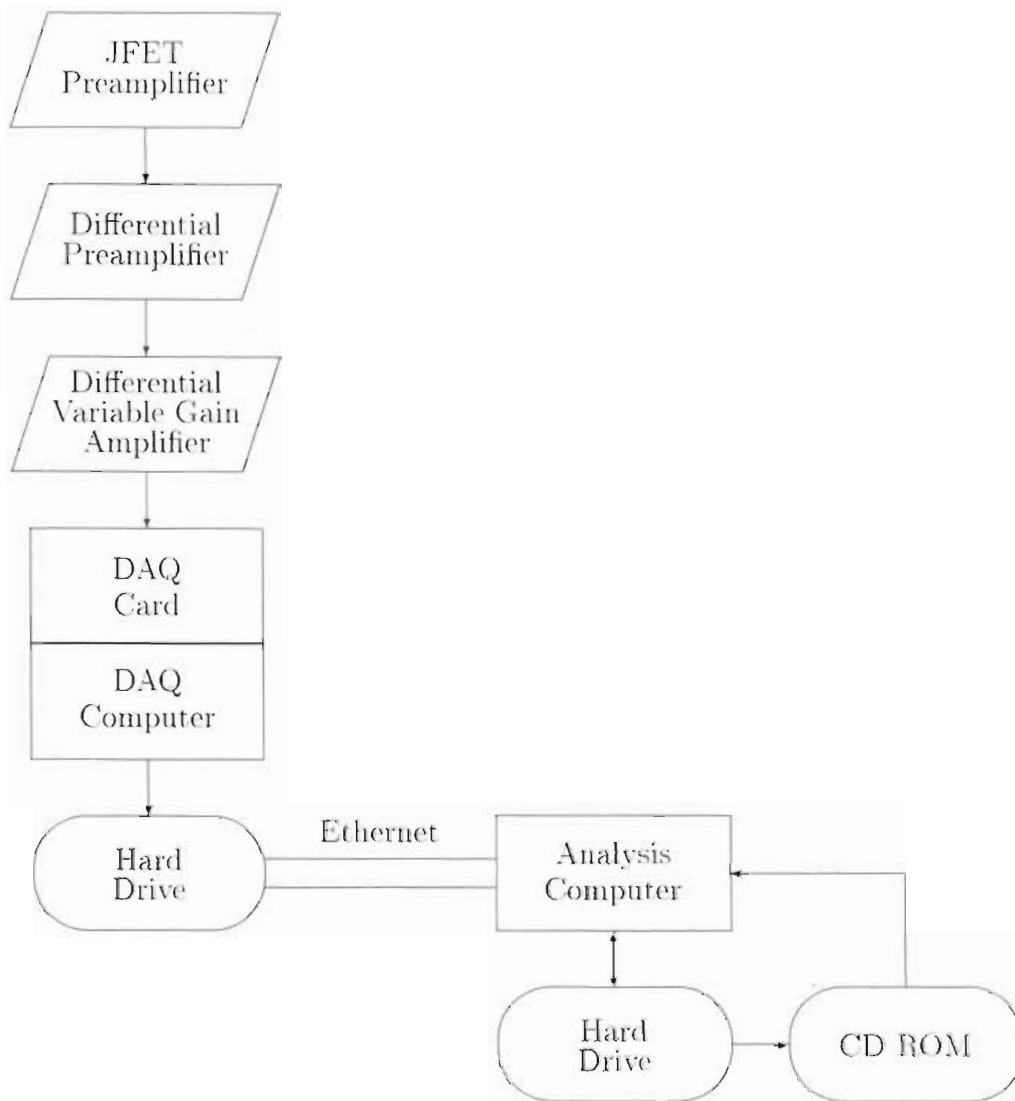 JFET
Preamplifier
Differential
Preamplifier
Differential
Variable Gain
Amplifier
DAQ
Card
DAQ
Computer
Hard
Drive
Ethernet
Analysis
Computer
Hard
Drive
CD ROM